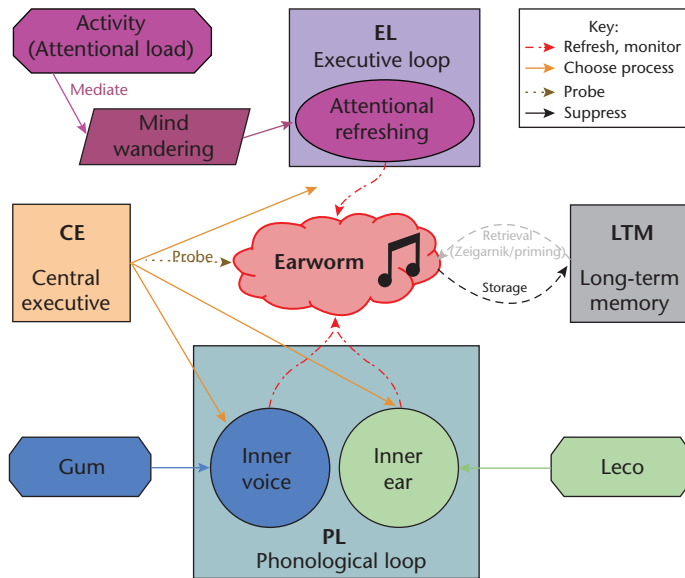 Activity
(Attentional load)
EL
Executive loop
Key:
Refresh, monitor
Choose process
Probe
Suppress
Mediate
Attentional
refreshing
Mind
wandering
CE
Central
executive
Probe
Earworm
Retrieval
(Zeigarnik/priming)
Storage
LTM
Long-term
memory
Gum
Inner
voice
Inner
ear
Leco
PL
Phonological loop